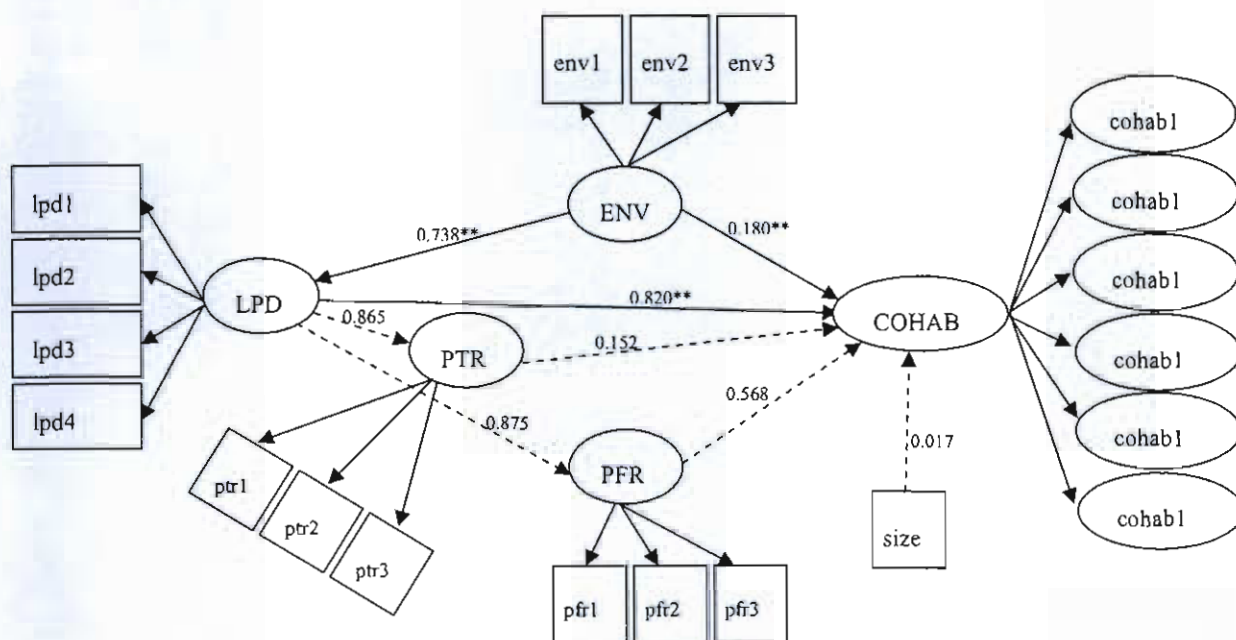 env1 env2 env3
cohab1
lpd1
cohab1
ENV
0.738**
0.180**
lpd2
cohab1
LPD
0.820**
COHAB
0.865
lpd3
PTR
0.152
cohab1
lpd4
0.875
0.568
cohab1
0.017
PFR
ptr1
cohab1
ptr2
size
ptr3
pfr1 pfr2 pfr3